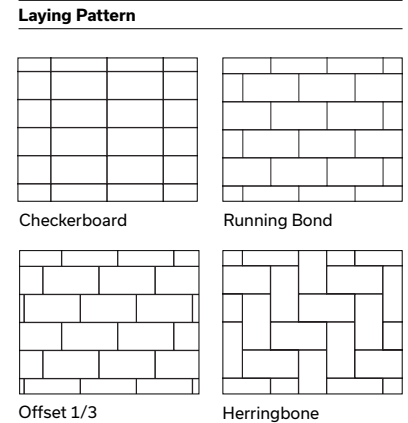 Laying Pattern
Checkerboard
Running Bond
Offset 1/3
Herringbone